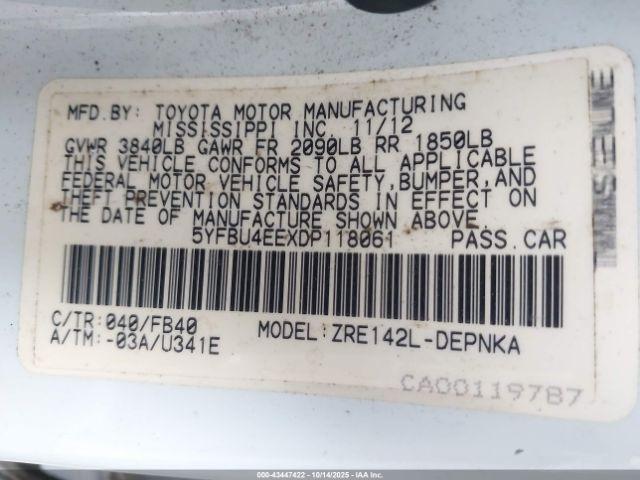 MFD.BY: TOYOTA MOTOR MANUFACTURING
MISSISSIPPI INC. 11/12
GVWR 3840LB GAWR FR 2090LB RR 1850LB
THIS VEHICLE CONFORMS TO ALL APPLICABLE
FEDERAL MOTOR VEHICLE SAFETY,BUMPER,AND
THEFT PREVENTION STANDARDS IN EFFECT ON
THE DATE OF MANUFACTURE SHOWN ABOVE.
5YFBU4EEXDP118061 PASS.CAR
C/TR:040/FB40 MODEL:ZRE142L-DEPNKA
A/TM:-03A/U341E
CA00119787
000-43447422 - 10/14/2025 - IAA Inc.